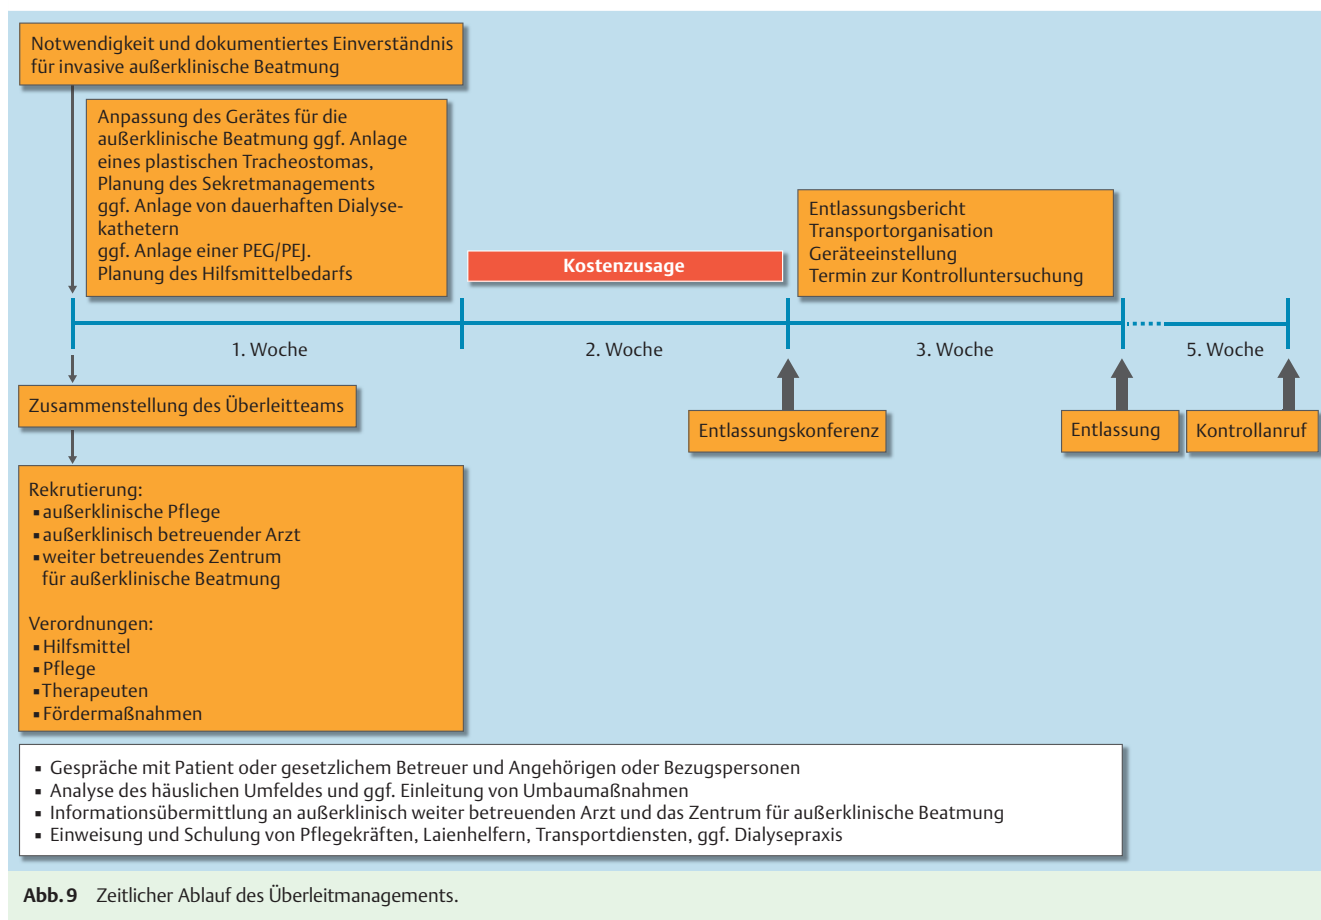 Notwendigkeit und dokumentiertes Einverständnis
für invasive außerklinische Beatmung
Anpassung des Gerätes für die
außerklinische Beatmung ggf. Anlage
eines plastischen Tracheostomas,
Planung des Sekretmanagements
ggf. Anlage von dauerhaften Dialyse-
kathetern
ggf. Anlage einer PEG/PEJ.
Planung des Hilfsmittelbedarfs
Kostenzusage
Entlassungsbericht
Transportorganisation
Geräteeinstellung
Termin zur Kontrolluntersuchung
1. Woche
2. Woche
3. Woche
5. Woche
Zusammenstellung des Überleitteams
Entlassungskonferenz
Entlassung
Kontrollanruf
Rekrutierung:
▪ außerklinische Pflege
▪ außerklinisch betreuender Arzt
▪ weiter betreuendes Zentrum
für außerklinische Beatmung
Verordnungen:
▪ Hilfsmittel
▪ Pflege
▪ Therapeuten
▪ Fördermaßnahmen
▪ Gespräche mit Patient oder gesetzlichem Betreuer und Angehörigen oder Bezugspersonen
▪ Analyse des häuslichen Umfeldes und ggf. Einleitung von Umbaumaßnahmen
▪ Informationsübermittlung an außerklinisch weiter betreuenden Arzt und das Zentrum für außerklinische Beatmung
▪ Einweisung und Schulung von Pflegekräften, Laienhelfern, Transportdiensten, ggf. Dialysepraxis
Abb. 9 Zeitlicher Ablauf des Überleitmanagements.